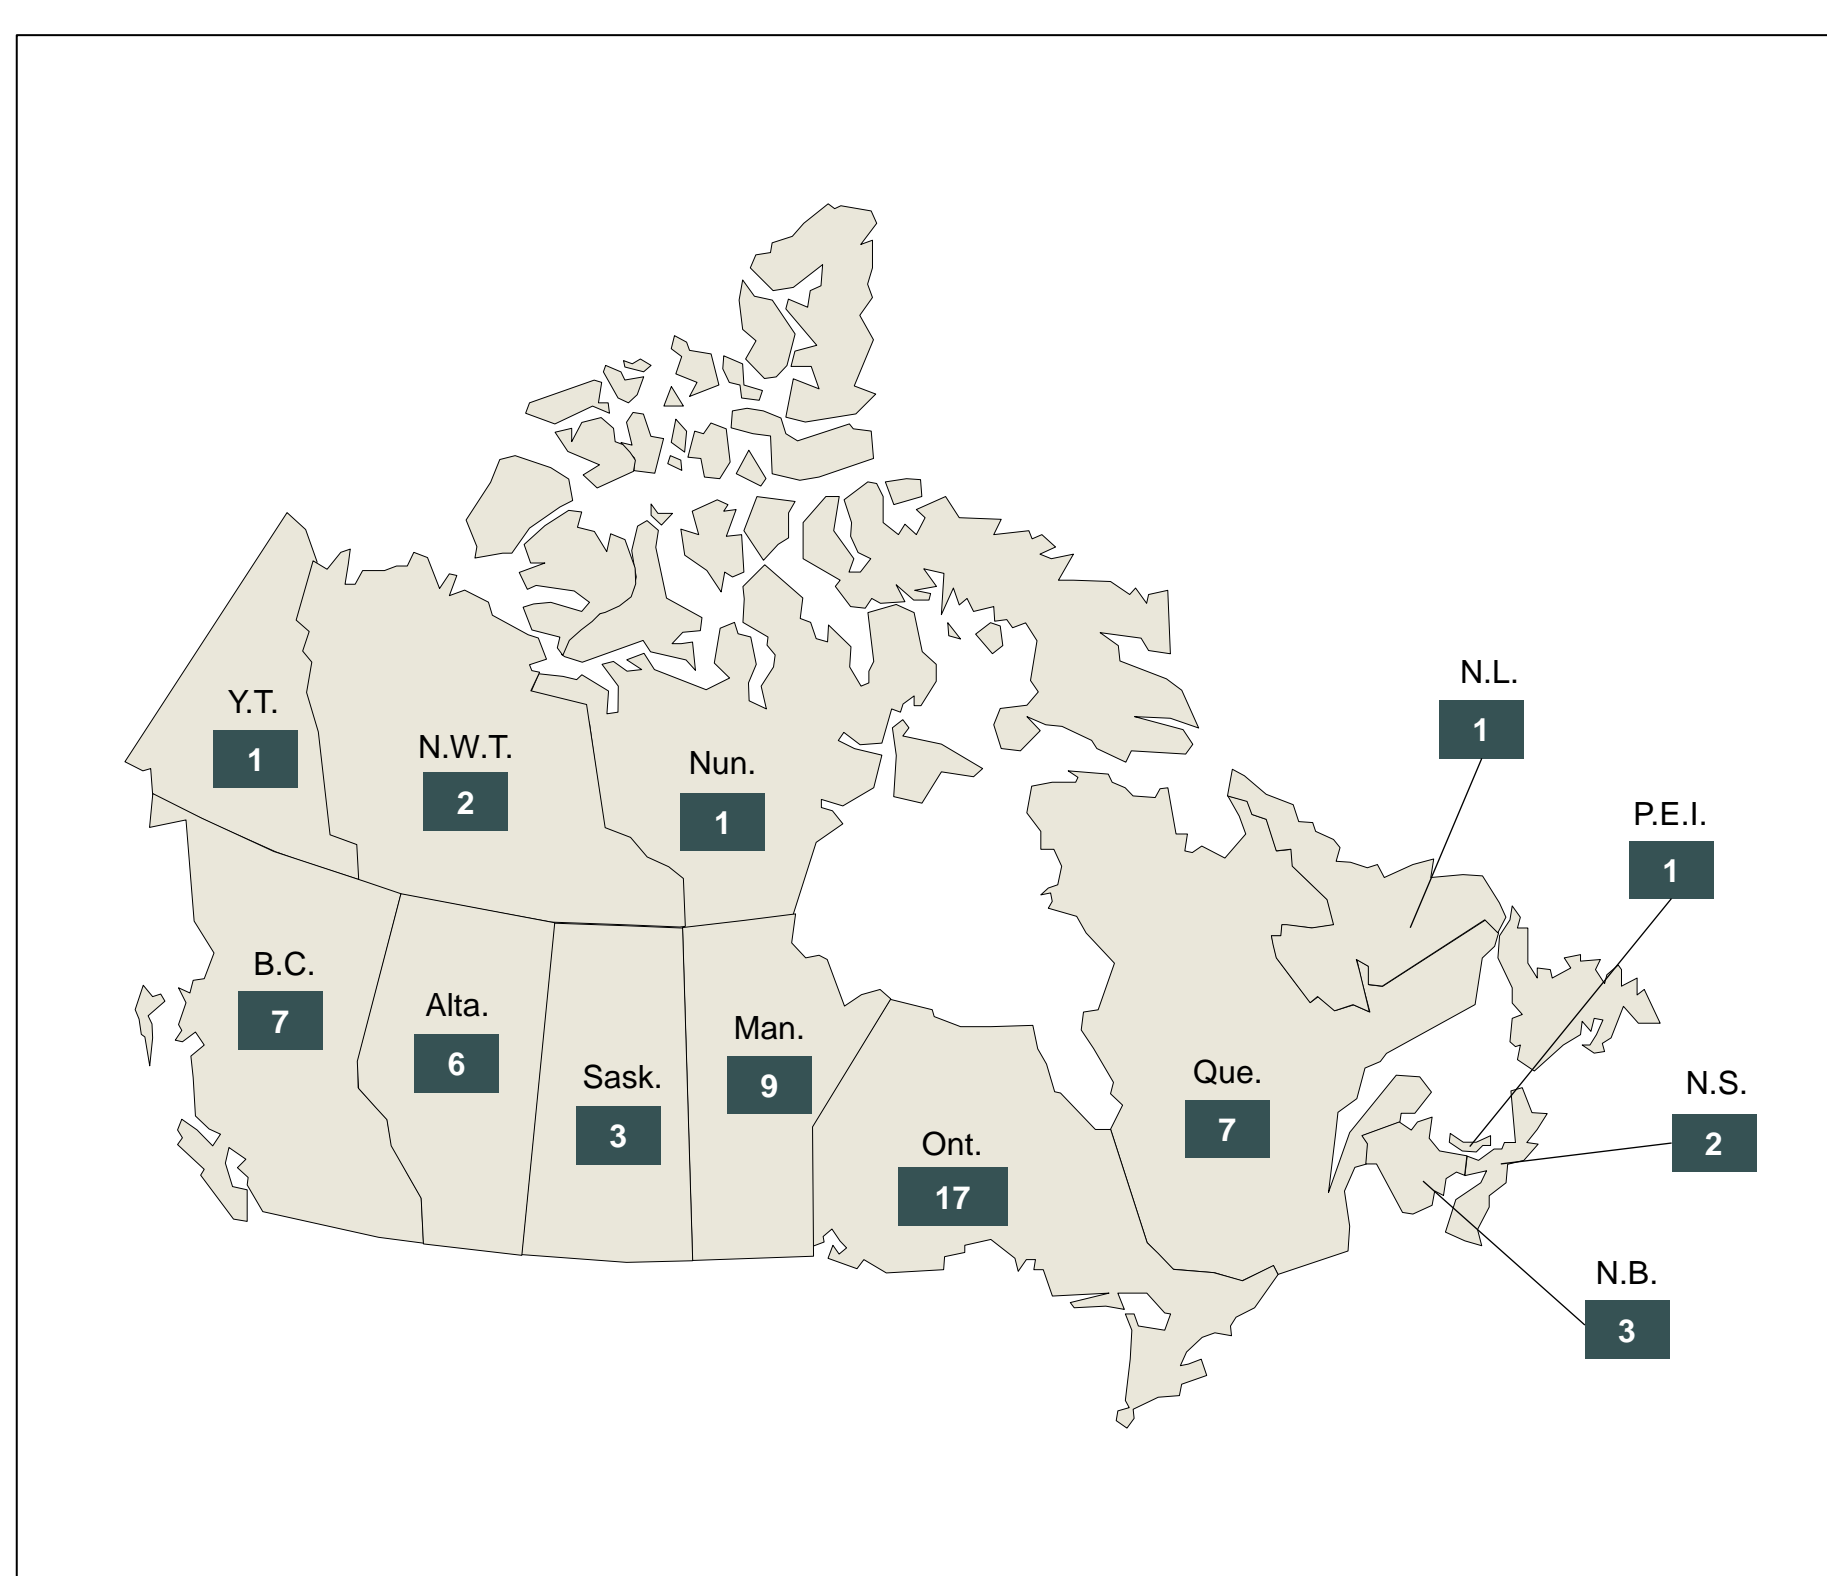 N.L.
1
Y.T.
1
N.W.T.
2
Nun.
1
P.E.I.
1
B.C.
7
Alta.
6
Man.
9
Sask.
3
Que.
7
N.S.
2
Ont.
17
N.B.
3